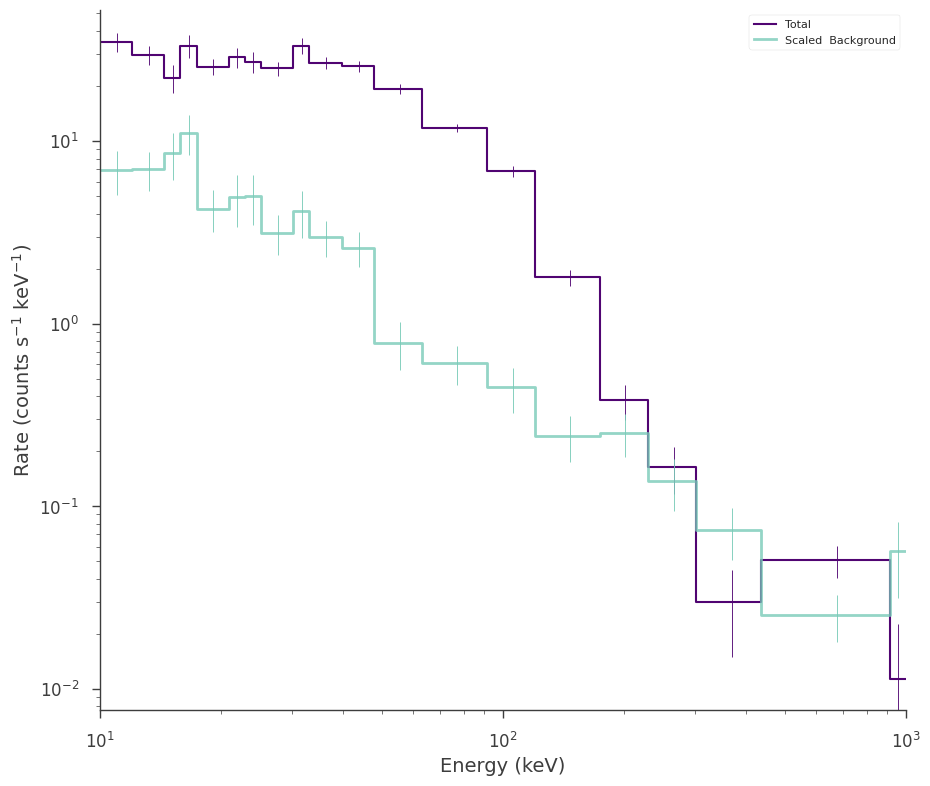 Total
Scaled  Background
Rate (counts s⁻¹ keV⁻¹)
10¹
10⁰
10⁻¹
10⁻²
10¹
10²
10³
Energy (keV)